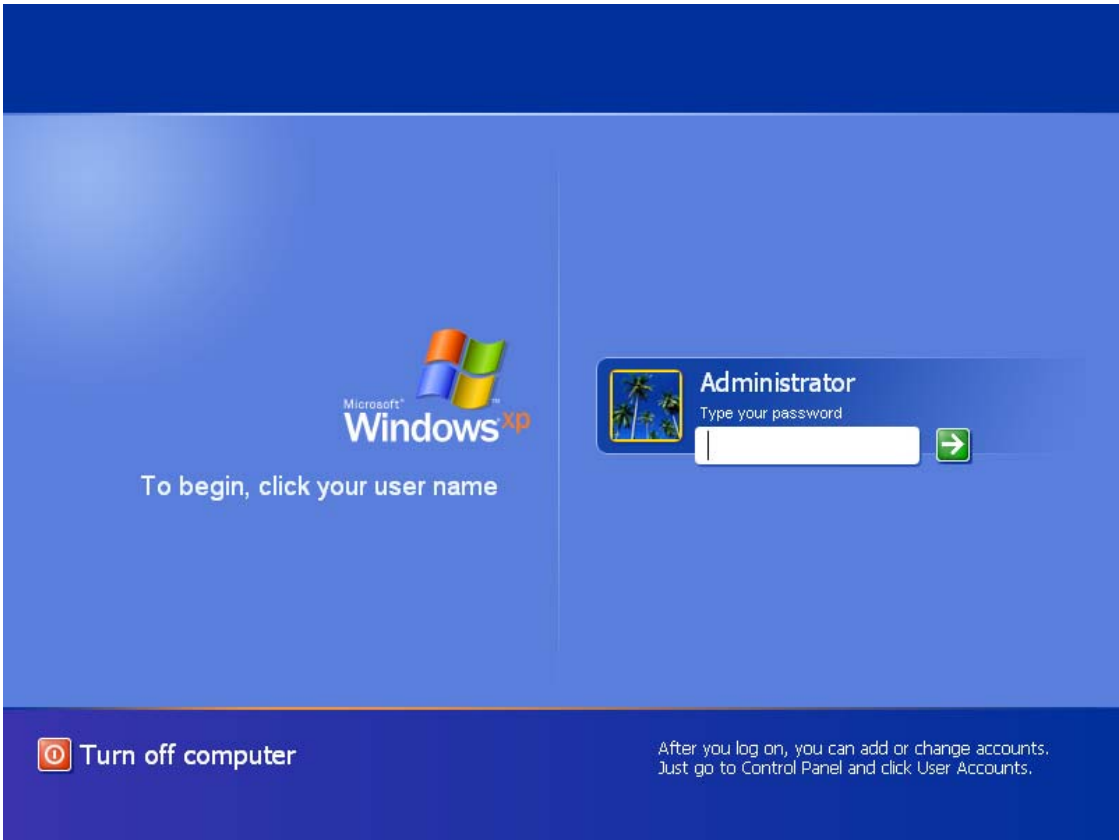 Microsoft®
Windows xp™
To begin, click your user name
Administrator
Type your password
Turn off computer
After you log on, you can add or change accounts.
Just go to Control Panel and click User Accounts.